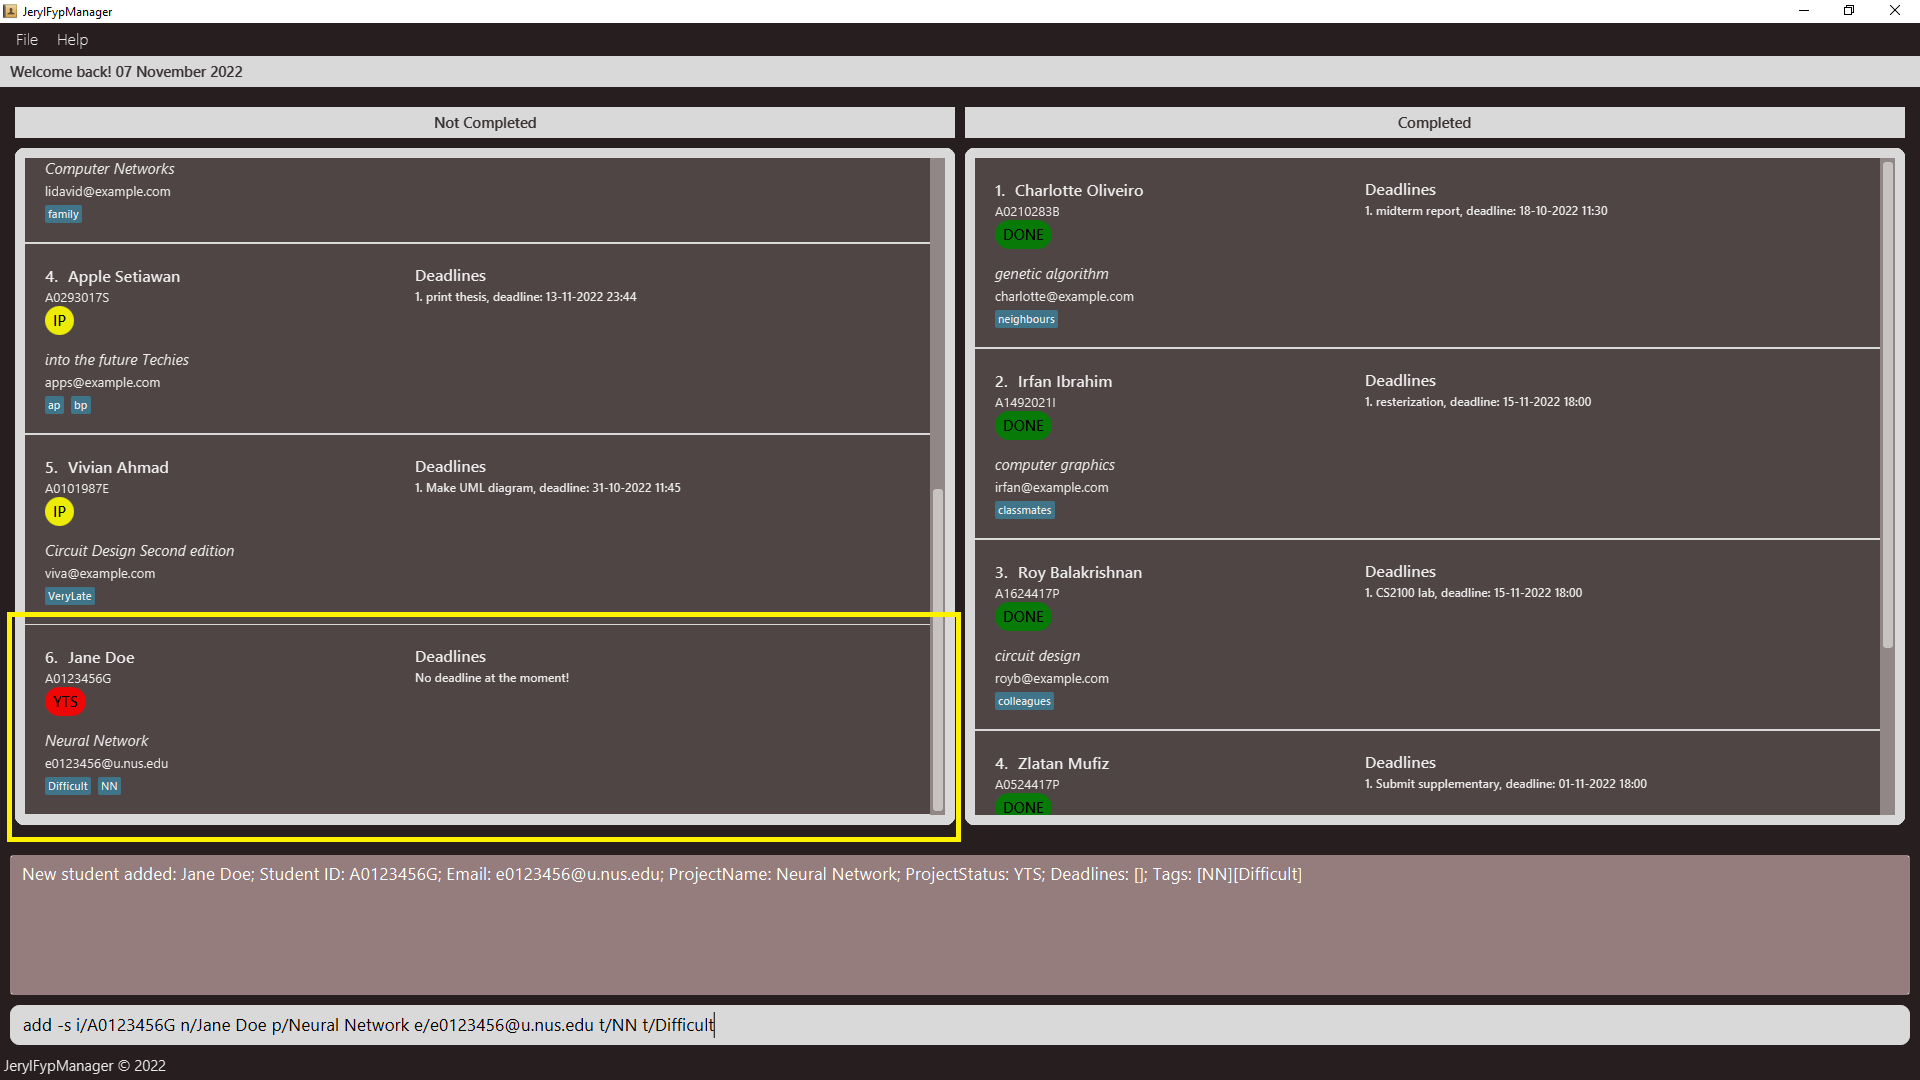 JerylFypManager
File Help
Welcome back! 07 November 2022
Not Completed
Computer Networks
lidavid@example.com
family
4. Apple Setiawan
A0293017S
IP
into the future Techies
apps@example.com
ap bp
Deadlines
1. print thesis, deadline: 13-11-2022 23:44
5. Vivian Ahmad
A0101987E
IP
Circuit Design Second edition
viva@example.com
VeryLate
Deadlines
1. Make UML diagram, deadline: 31-10-2022 11:45
6. Jane Doe
A0123456G
YTS
Neural Network
e0123456@u.nus.edu
Difficult NN
Deadlines
No deadline at the moment!
Completed
1. Charlotte Oliveiro
A0210283B
DONE
genetic algorithm
charlotte@example.com
neighbours
Deadlines
1. midterm report, deadline: 18-10-2022 11:30
2. Irfan Ibrahim
A1492021I
DONE
computer graphics
irfan@example.com
classmates
Deadlines
1. resterization, deadline: 15-11-2022 18:00
3. Roy Balakrishnan
A1624417P
DONE
circuit design
royb@example.com
colleagues
Deadlines
1. CS2100 lab, deadline: 15-11-2022 18:00
4. Zlatan Mufiz
A0524417P
DONE
Deadlines
1. Submit supplementary, deadline: 01-11-2022 18:00
New student added: Jane Doe; Student ID: A0123456G; Email: e0123456@u.nus.edu; ProjectName: Neural Network; ProjectStatus: YTS; Deadlines: []; Tags: [NN][Difficult]
add -s i/A0123456G n/Jane Doe p/Neural Network e/e0123456@u.nus.edu t/NN t/Difficult
JerylFypManager © 2022